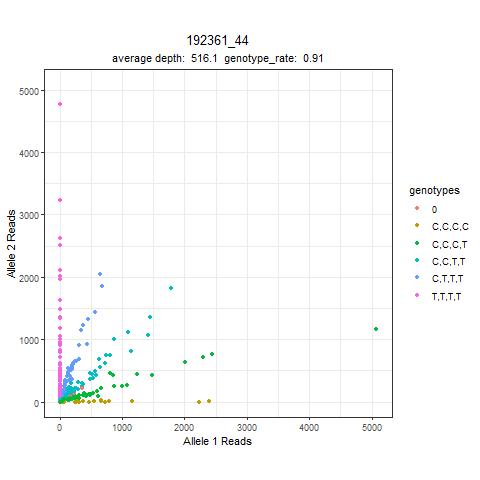 192361_44
average depth:  516.1  genotype_rate:  0.91
5000
4000
3000
2000
1000
0
Allele 2 Reads
0 1000 2000 3000 4000 5000
Allele 1 Reads
genotypes
0
C,C,C,C
C,C,C,T
C,C,T,T
C,T,T,T
T,T,T,T